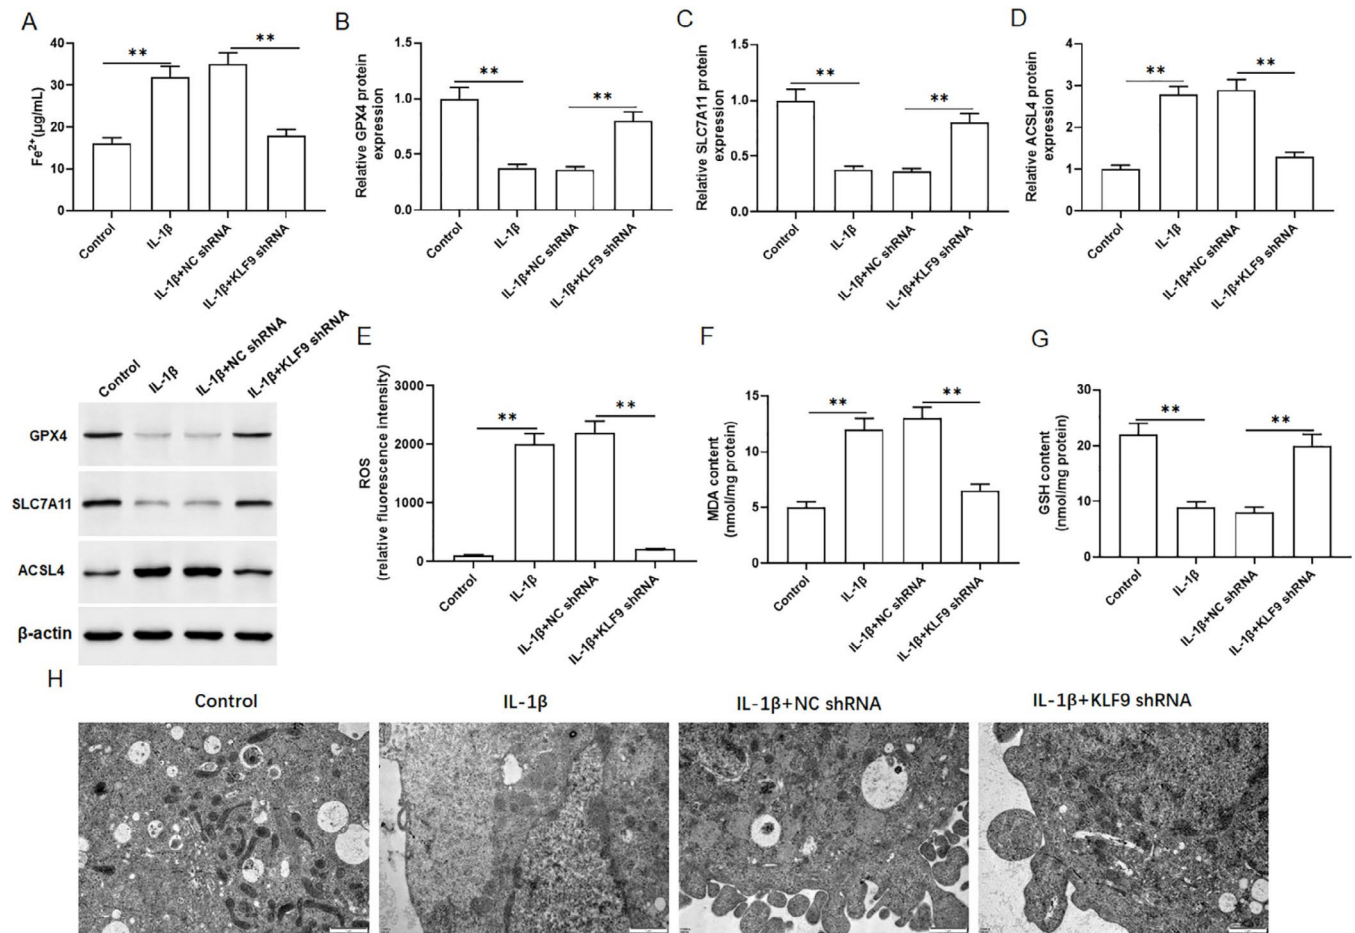 A
Fe²⁺(μg/mL)
40
30
20
10
0
**
**
Control
IL-1β
IL-1β+NC shRNA
IL-1β+KLF9 shRNA
B
Relative GPX4 protein
expression
1.5
1.0
0.5
0.0
**
**
Control
IL-1β
IL-1β+NC shRNA
IL-1β+KLF9 shRNA
C
Relative SLC7A11 protein
expression
1.5
1.0
0.5
0.0
**
**
Control
IL-1β
IL-1β+NC shRNA
IL-1β+KLF9 shRNA
D
Relative ACSL4 protein
expression
4
3
2
1
0
**
**
Control
IL-1β
IL-1β+NC shRNA
IL-1β+KLF9 shRNA
Control
IL-1β
IL-1β+NC shRNA
IL-1β+KLF9 shRNA
GPX4
SLC7A11
ACSL4
β-actin
E
ROS
(relative fluorescence intensity)
3000
2000
1000
0
**
**
Control
IL-1β
IL-1β+NC shRNA
IL-1β+KLF9 shRNA
F
MDA content
(nmol/mg protein)
15
10
5
0
**
**
Control
IL-1β
IL-1β+NC shRNA
IL-1β+KLF9 shRNA
G
GSH content
(nmol/mg protein)
30
20
10
0
**
**
Control
IL-1β
IL-1β+NC shRNA
IL-1β+KLF9 shRNA
H
Control
IL-1β
IL-1β+NC shRNA
IL-1β+KLF9 shRNA